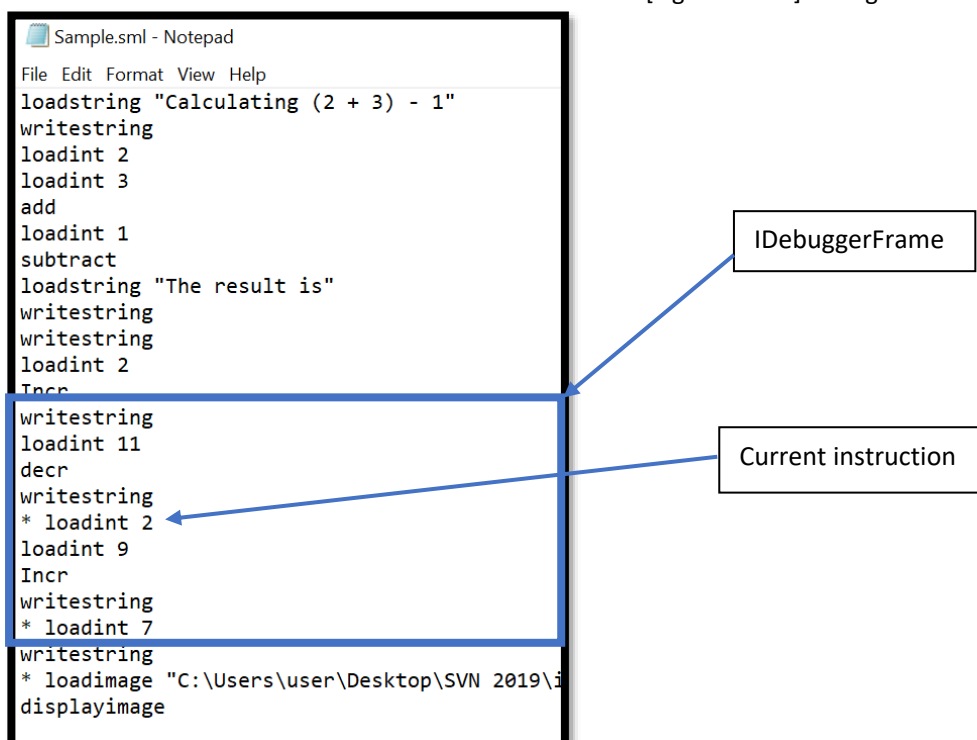 Sample.sml - Notepad
File Edit Format View Help
loadstring "Calculating (2 + 3) - 1"
writestring
loadint 2
loadint 3
add
loadint 1
subtract
loadstring "The result is"
writestring
writestring
loadint 2
Incr
writestring
loadint 11
decr
writestring
* loadint 2
loadint 9
Incr
writestring
* loadint 7
writestring
* loadimage "C:\Users\user\Desktop\SVN 2019\i
displayimage
IDebuggerFrame
Current instruction